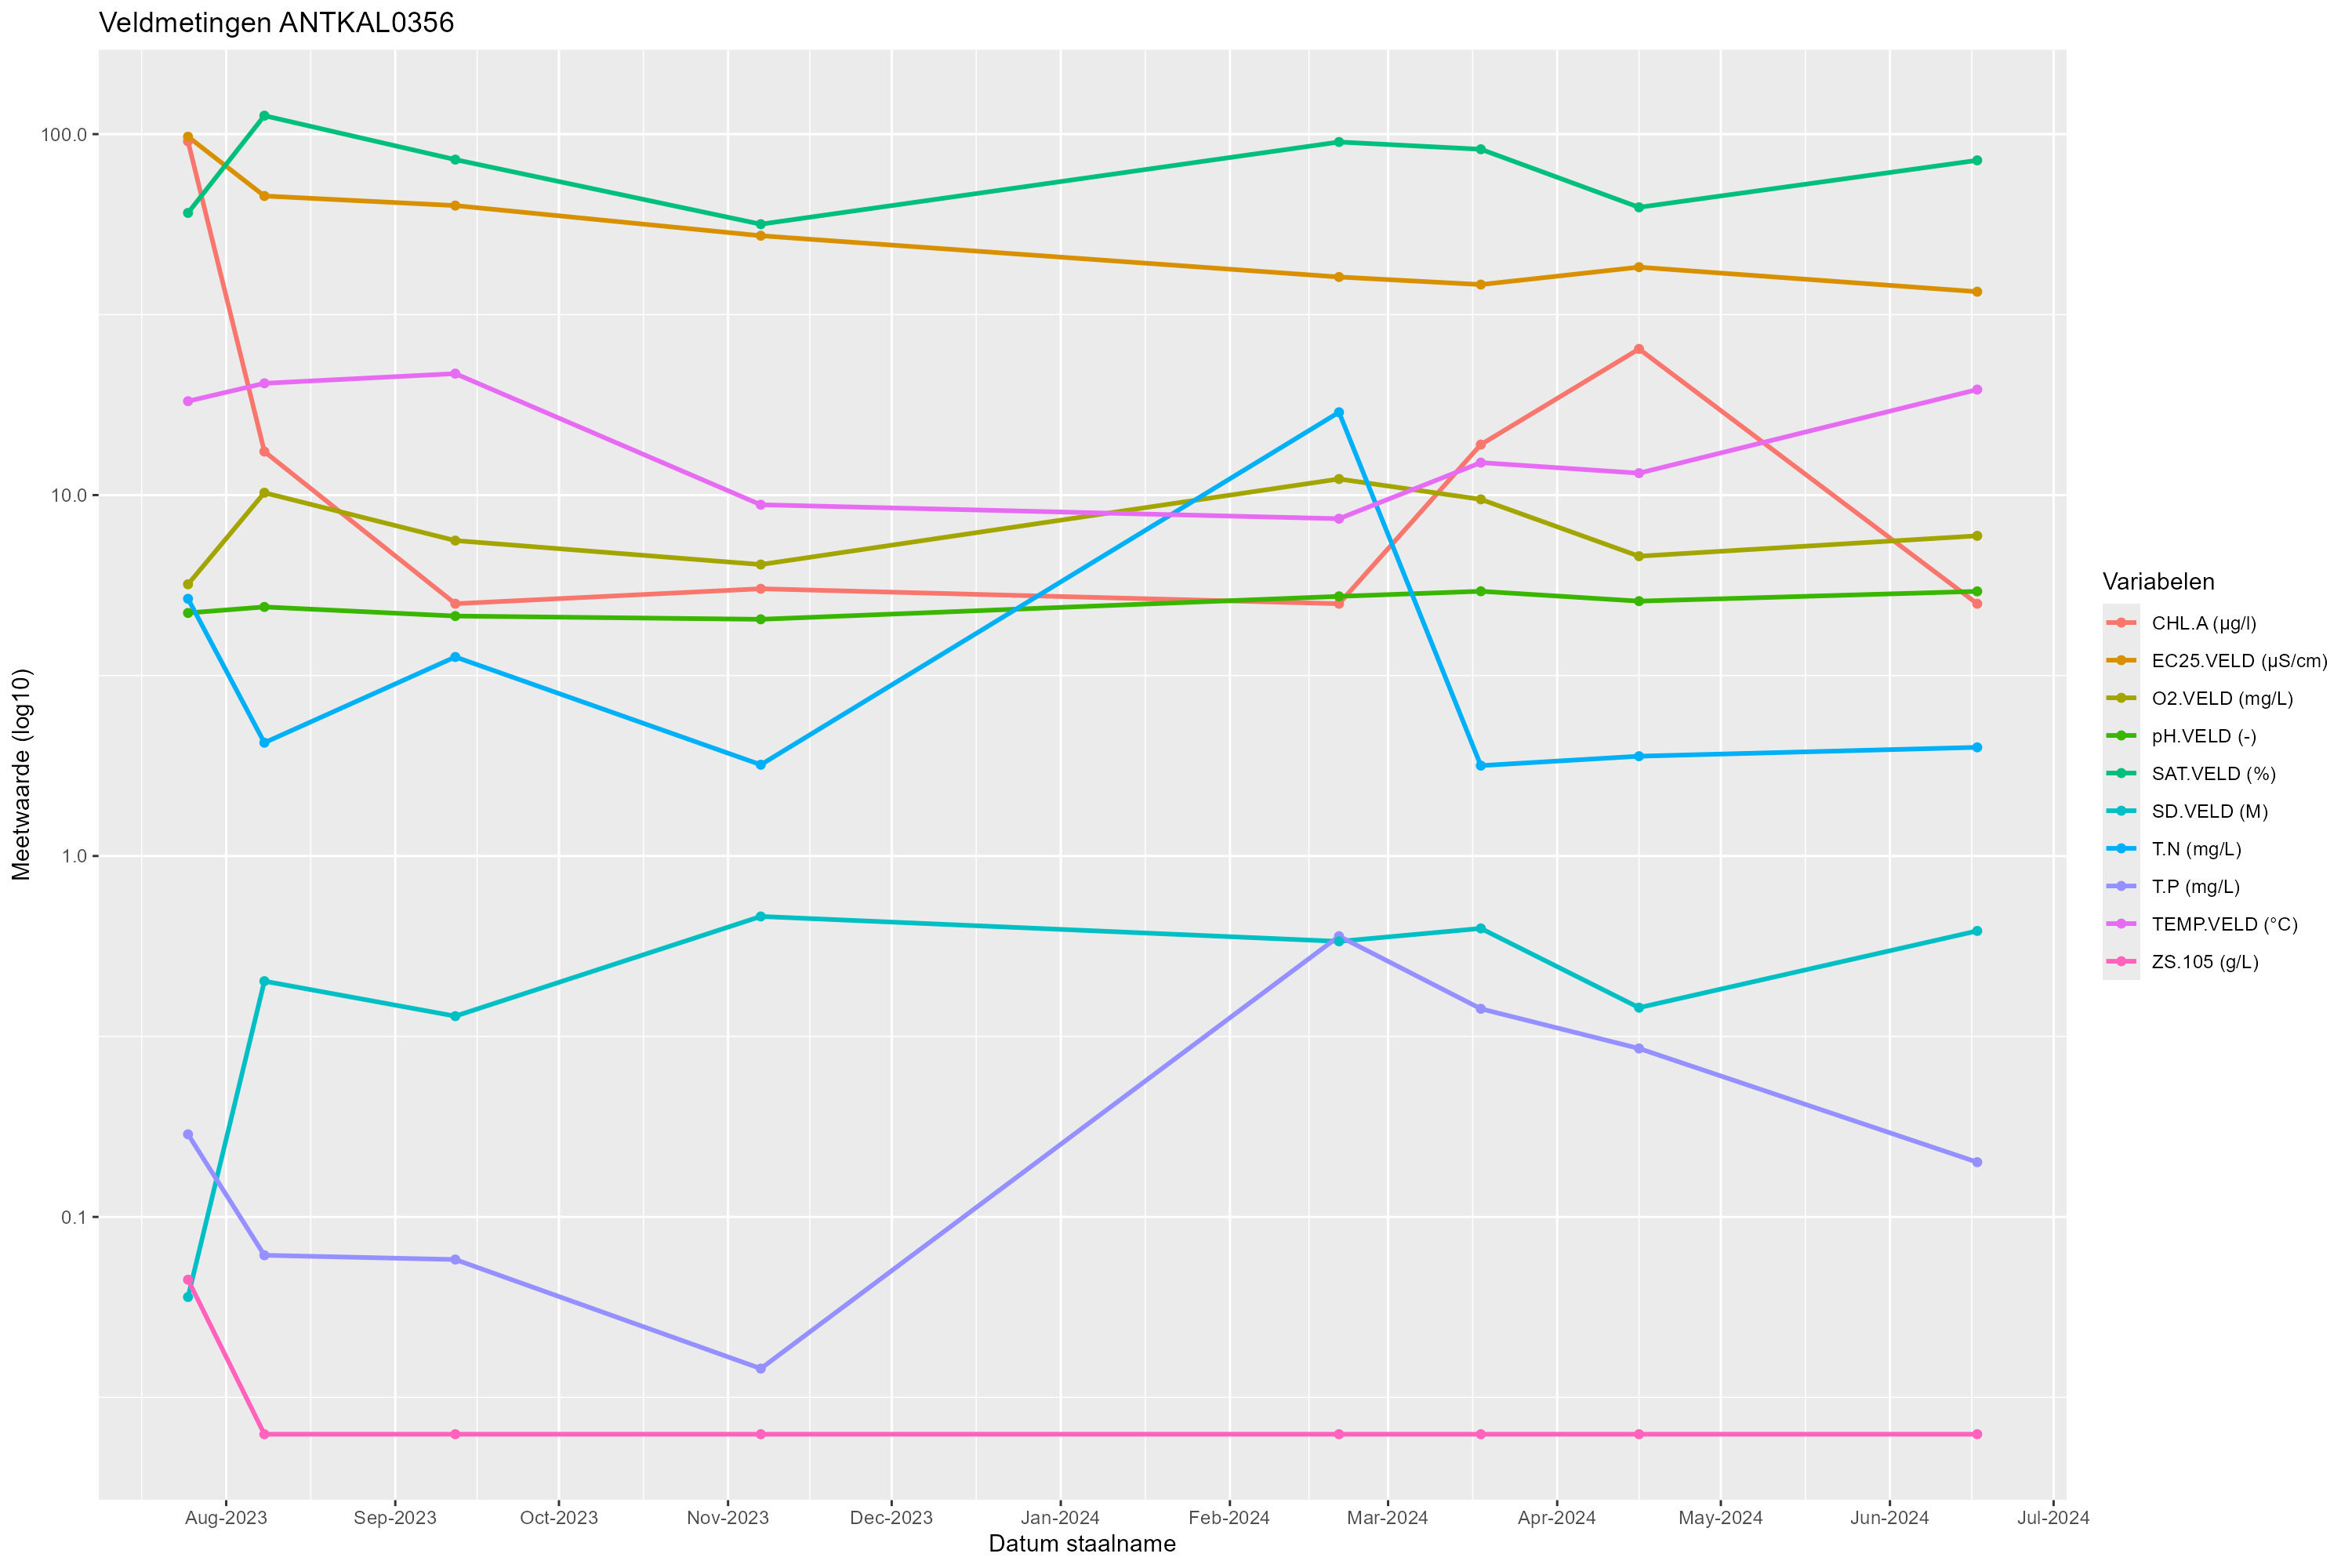 Veldmetingen ANTKAL0356
100.0
10.0
1.0
0.1
Meetwaarde (log10)
Aug-2023 Sep-2023 Oct-2023 Nov-2023 Dec-2023 Jan-2024 Feb-2024 Mar-2024 Apr-2024 May-2024 Jun-2024 Jul-2024
Datum staalname
Variabelen
CHL.A (µg/l)
EC25.VELD (µS/cm)
O2.VELD (mg/L)
pH.VELD (-)
SAT.VELD (%)
SD.VELD (M)
T.N (mg/L)
T.P (mg/L)
TEMP.VELD (°C)
ZS.105 (g/L)